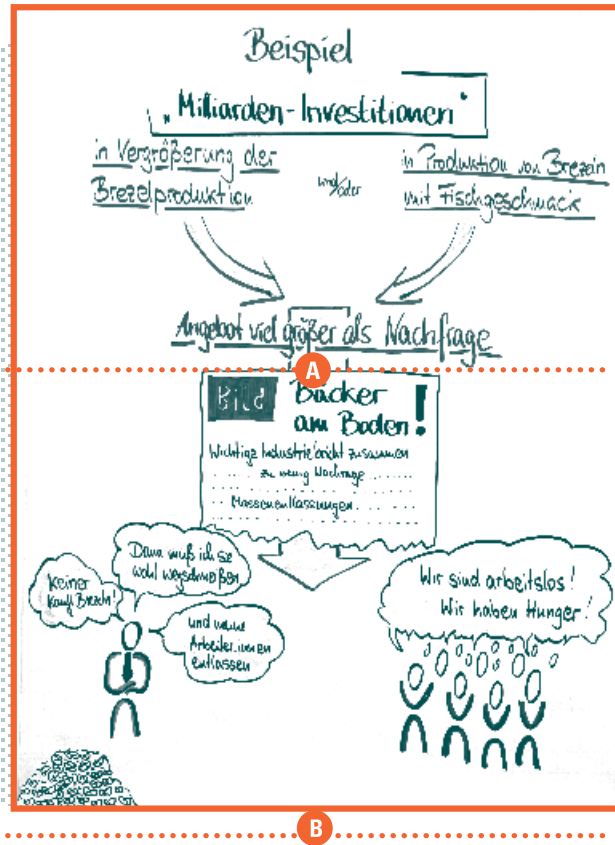 Beispiel
„Milliarden-Investitionen“
in Vergrößerung der
Brezelproduktion
und/oder
in Produktion von Brezeln
mit Fischgeschmack
Angebot viel größer als Nachfrage
A
Bild
Bäcker
am Boden!
Wichtige Industrie bricht zusammen
zu wenig Nachfrage
Massenentlassungen
Keiner
kauft Brezeln!
Dann muß ich sie
wohl wegschmeißen
und meine
Arbeiter.innen
entlassen
Wir sind arbeitslos!
Wir haben Hunger!
B